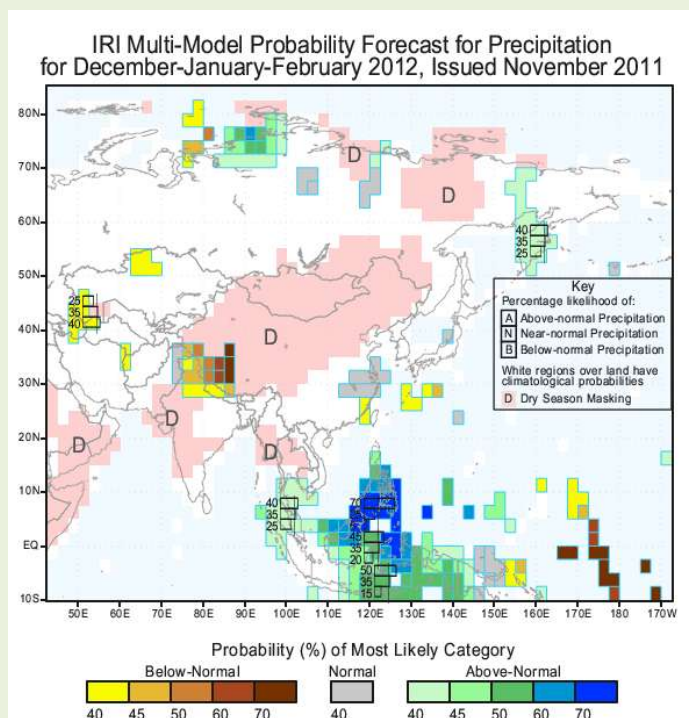 IRI Multi-Model Probability Forecast for Precipitation
for December-January-February 2012, Issued November 2011
80N
70N
60N
50N
40N
30N
20N
10N
EQ
10S
D
D
D
D
D
D
40
35
25
25
35
40
40
35
25
70
45
35
20
50
35
15
Key
Percentage likelihood of:
A Above-normal Precipitation
N Near-normal Precipitation
B Below-normal Precipitation
White regions over land have
climatological probabilities
D Dry Season Masking
50E 60E 70E 80E 90E 100E 110E 120E 130E 140E 150E 160E 170E 180 170W
Probability (%) of Most Likely Category
Below-Normal Normal Above-Normal
40 45 50 60 70 40 40 45 50 60 70